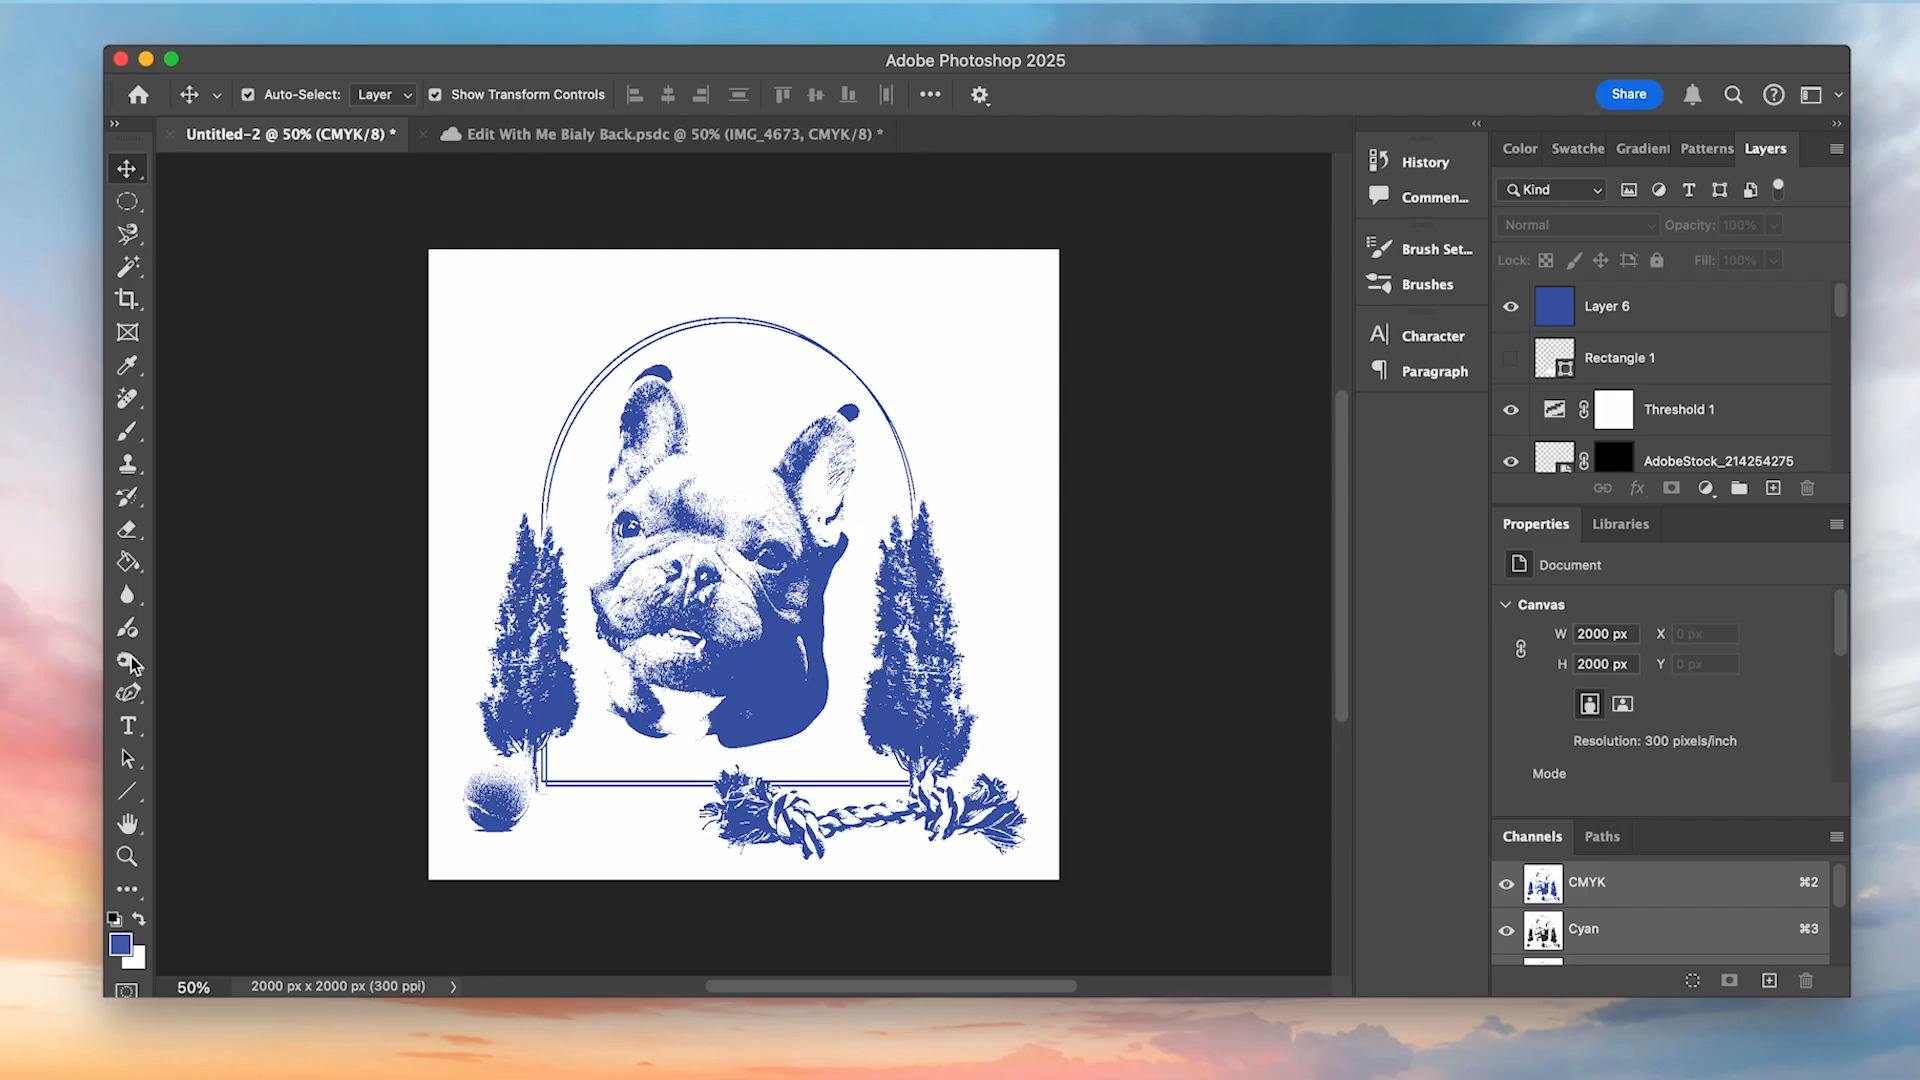 Adobe Photoshop 2025
Auto-Select: Layer Show Transform Controls Share
Untitled-2 @ 50% (CMYK/8) * Edit With Me Bialy Back.psdc @ 50% (IMG_4673, CMYK/8) *
History
Commen...
Brush Set...
Brushes
Character
Paragraph
Color Swatche Gradient Patterns Layers
Kind
Normal Opacity: 100%
Lock: Fill: 100%
Layer 6
Rectangle 1
Threshold 1
AdobeStock_214254275
fx
Properties Libraries
Document
Canvas
W 2000 px X 0 px
H 2000 px Y 0 px
Resolution: 300 pixels/inch
Mode
Channels Paths
CMYK ⌘2
Cyan ⌘3
50% 2000 px x 2000 px (300 ppi)